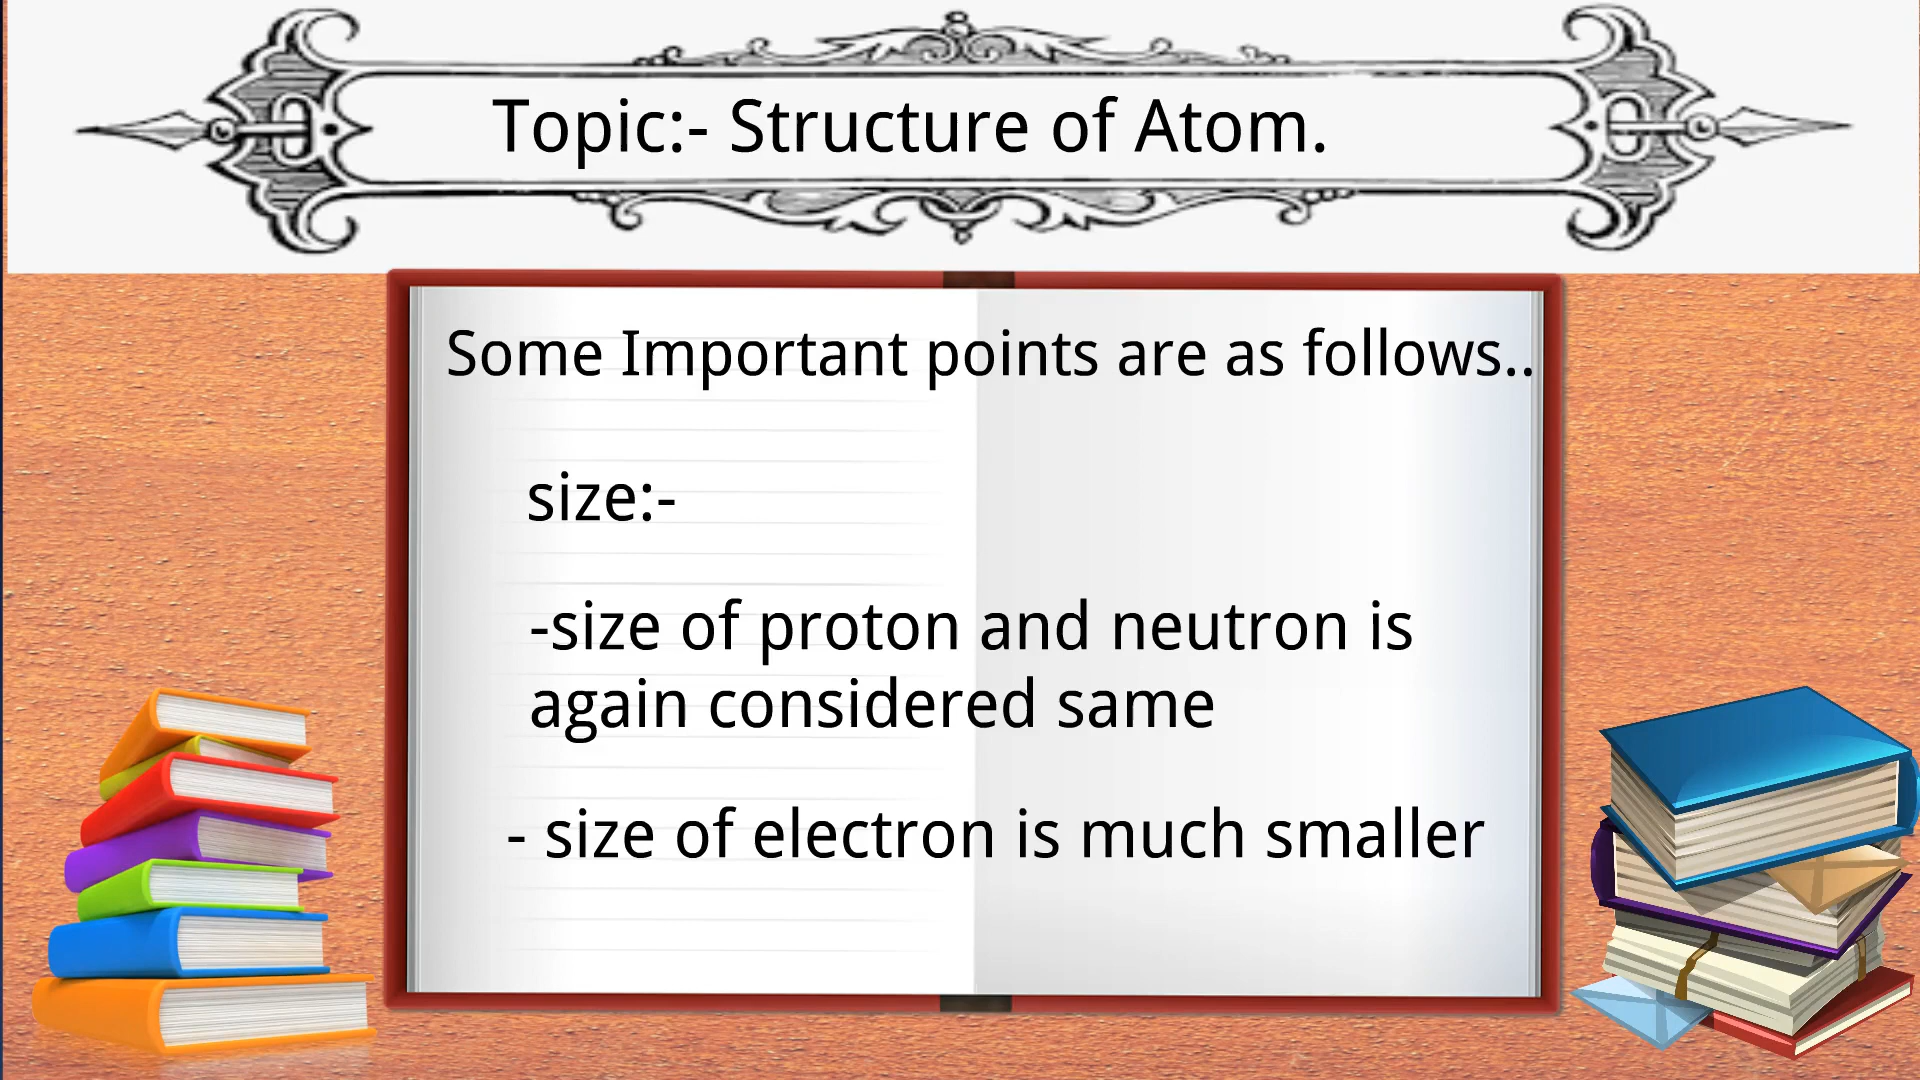 Topic:- Structure of Atom.
Some Important points are as follows..
size:-
-size of proton and neutron is
again considered same
- size of electron is much smaller